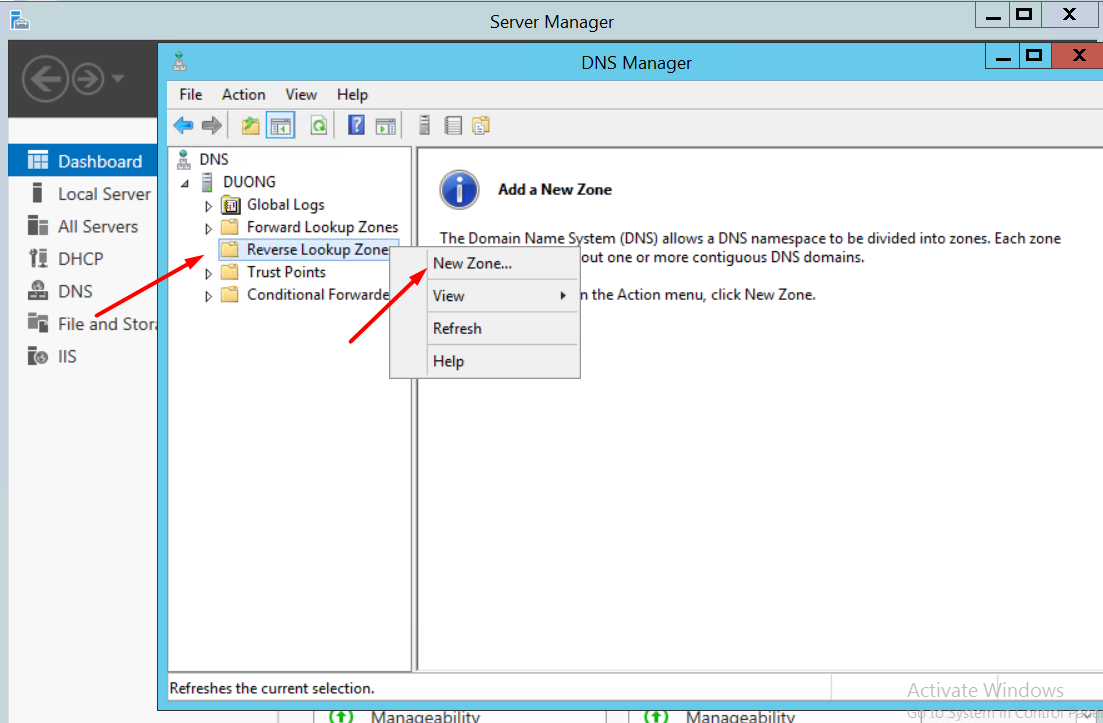 Server Manager
DNS Manager
File Action View Help
Dashboard
Local Server
All Servers
DHCP
DNS
File and Stora
IIS
DNS
DUONG
Global Logs
Forward Lookup Zones
Reverse Lookup Zone
Trust Points
Conditional Forwarde
New Zone...
View
Refresh
Help
Add a New Zone
The Domain Name System (DNS) allows a DNS namespace to be divided into zones. Each zone
out one or more contiguous DNS domains.
n the Action menu, click New Zone.
Refreshes the current selection.
Activate Windows
Go to System in Control Pane
Manageability
Manageability